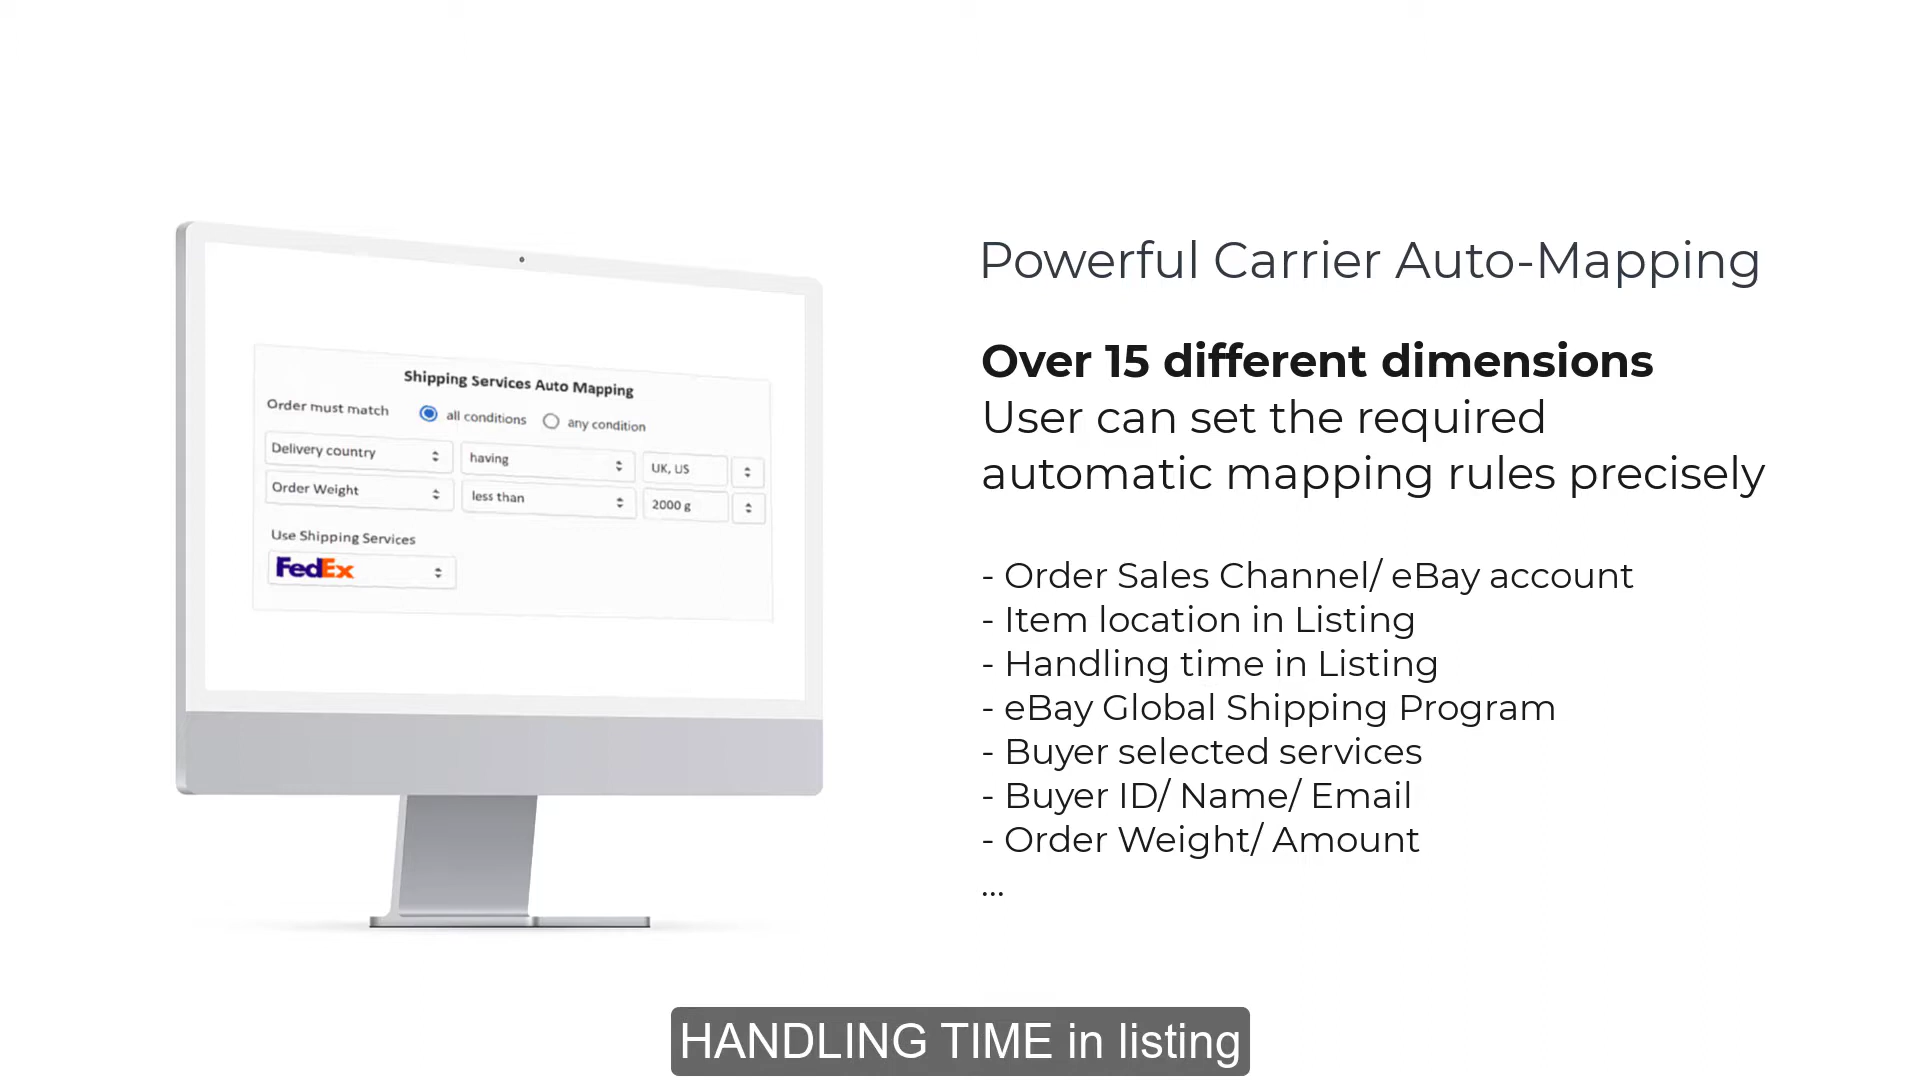 Shipping Services Auto Mapping
Order must match all conditions any condition
Delivery country having UK, US
Order Weight less than 2000 g
Use Shipping Services
FedEx
Powerful Carrier Auto-Mapping
Over 15 different dimensions
User can set the required
automatic mapping rules precisely
- Order Sales Channel/ eBay account
- Item location in Listing
- Handling time in Listing
- eBay Global Shipping Program
- Buyer selected services
- Buyer ID/ Name/ Email
- Order Weight/ Amount
...
HANDLING TIME in listing